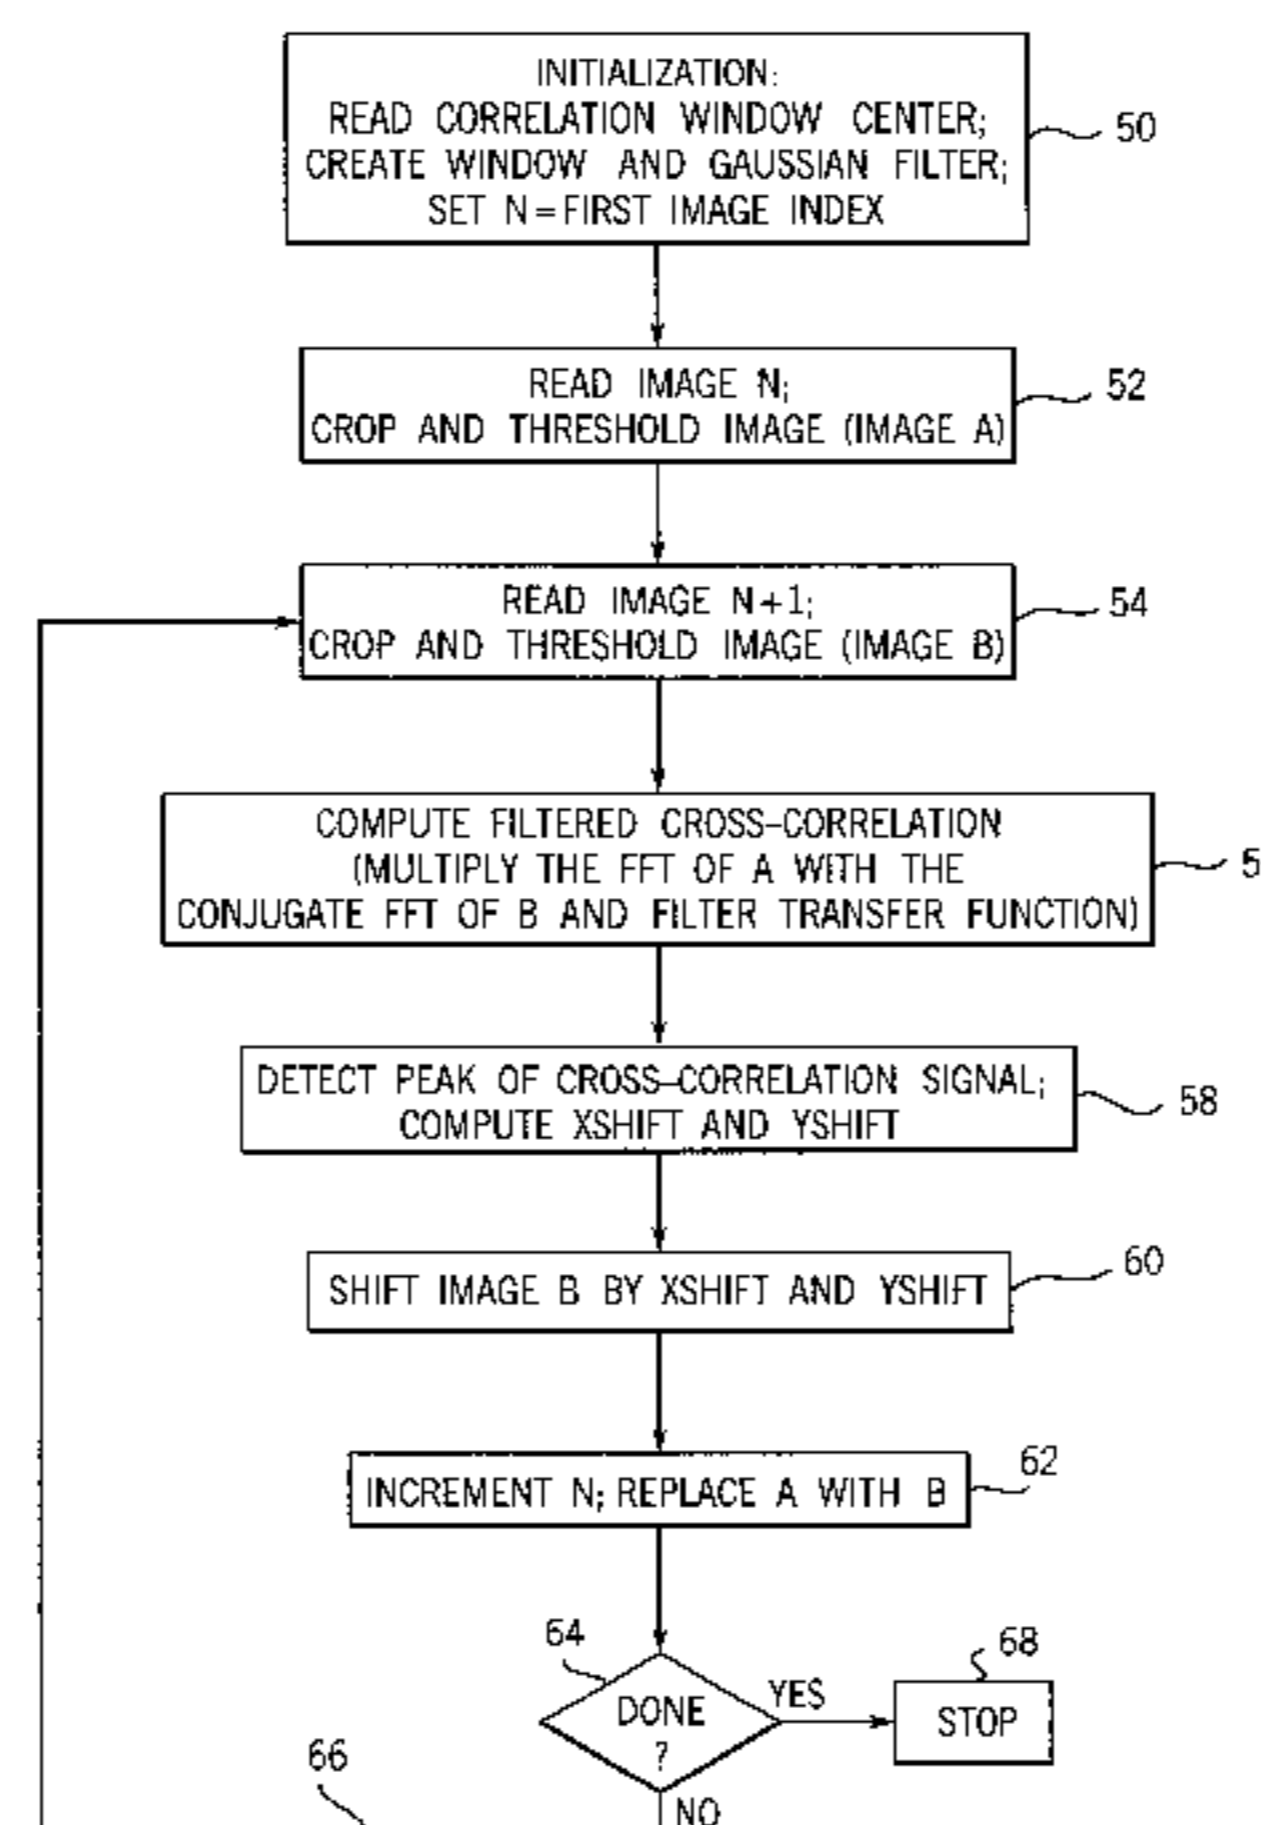 INITIALIZATION:
READ CORRELATION WINDOW CENTER;
CREATE WINDOW AND GAUSSIAN FILTER;
SET N=FIRST IMAGE INDEX
50
READ IMAGE N;
CROP AND THRESHOLD IMAGE (IMAGE A)
52
READ IMAGE N+1;
CROP AND THRESHOLD IMAGE (IMAGE B)
54
COMPUTE FILTERED CROSS-CORRELATION
(MULTIPLY THE FFT OF A WITH THE
CONJUGATE FFT OF B AND FILTER TRANSFER FUNCTION)
5
DETECT PEAK OF CROSS-CORRELATION SIGNAL;
COMPUTE XSHIFT AND YSHIFT
58
SHIFT IMAGE B BY XSHIFT AND YSHIFT
60
INCREMENT N; REPLACE A WITH B
62
64
DONE
?
YES
68
STOP
66
NO